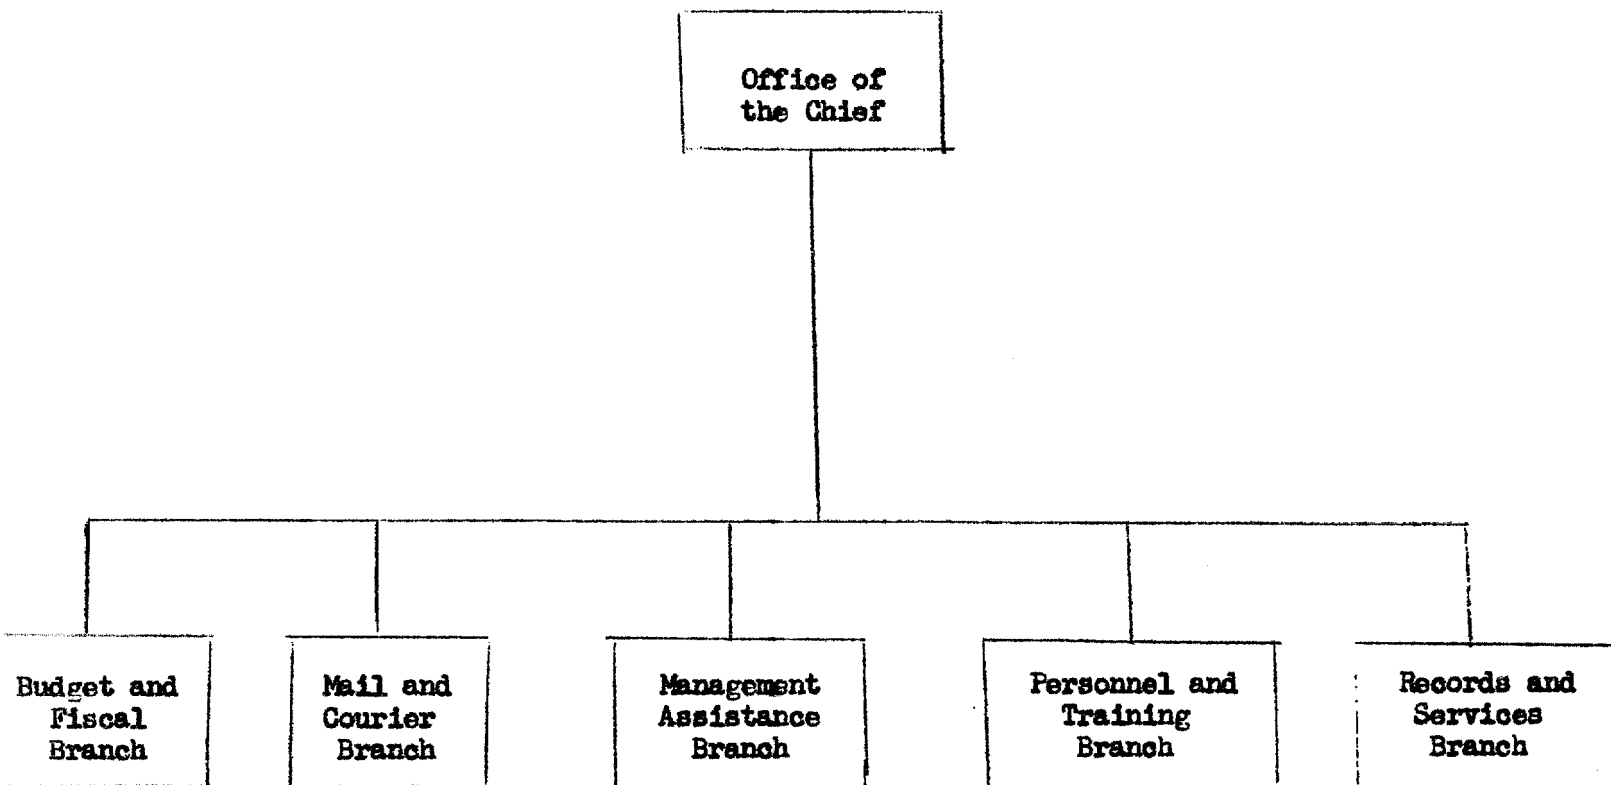 Office of
the Chief
Budget and
Fiscal
Branch
Mail and
Courier
Branch
Management
Assistance
Branch
Personnel and
Training
Branch
Records and
Services
Branch